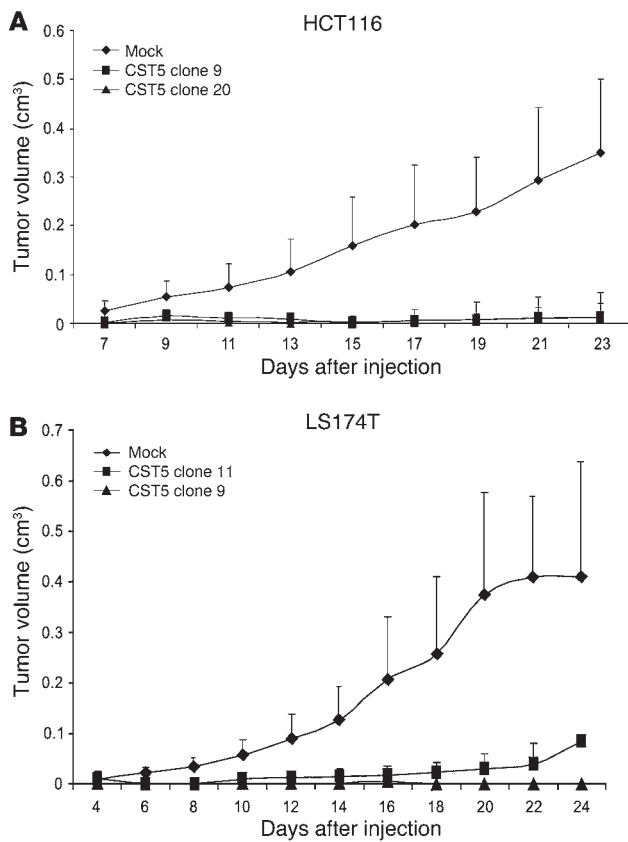 A
HCT116
0.6
0.5
0.4
0.3
0.2
0.1
0
Tumor volume (cm³)
Mock
CST5 clone 9
CST5 clone 20
7 9 11 13 15 17 19 21 23
Days after injection
B
LS174T
0.7
0.6
0.5
0.4
0.3
0.2
0.1
0
Tumor volume (cm³)
Mock
CST5 clone 11
CST5 clone 9
4 6 8 10 12 14 16 18 20 22 24
Days after injection